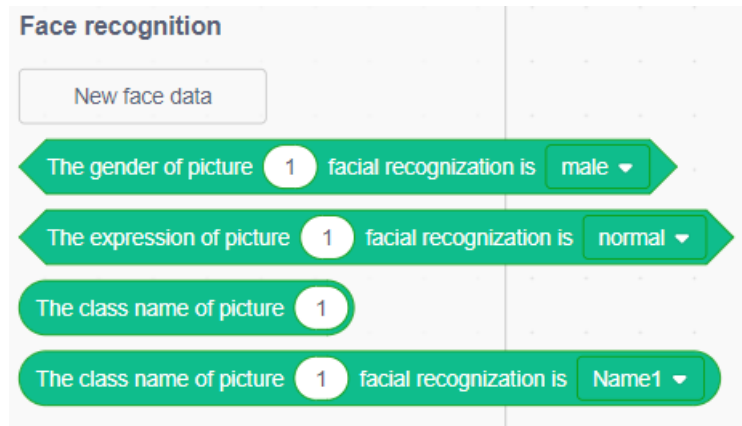 Face recognition
New face data
The gender of picture 1 facial recognization is male
The expression of picture 1 facial recognization is normal
The class name of picture 1
The class name of picture 1 facial recognization is Name1